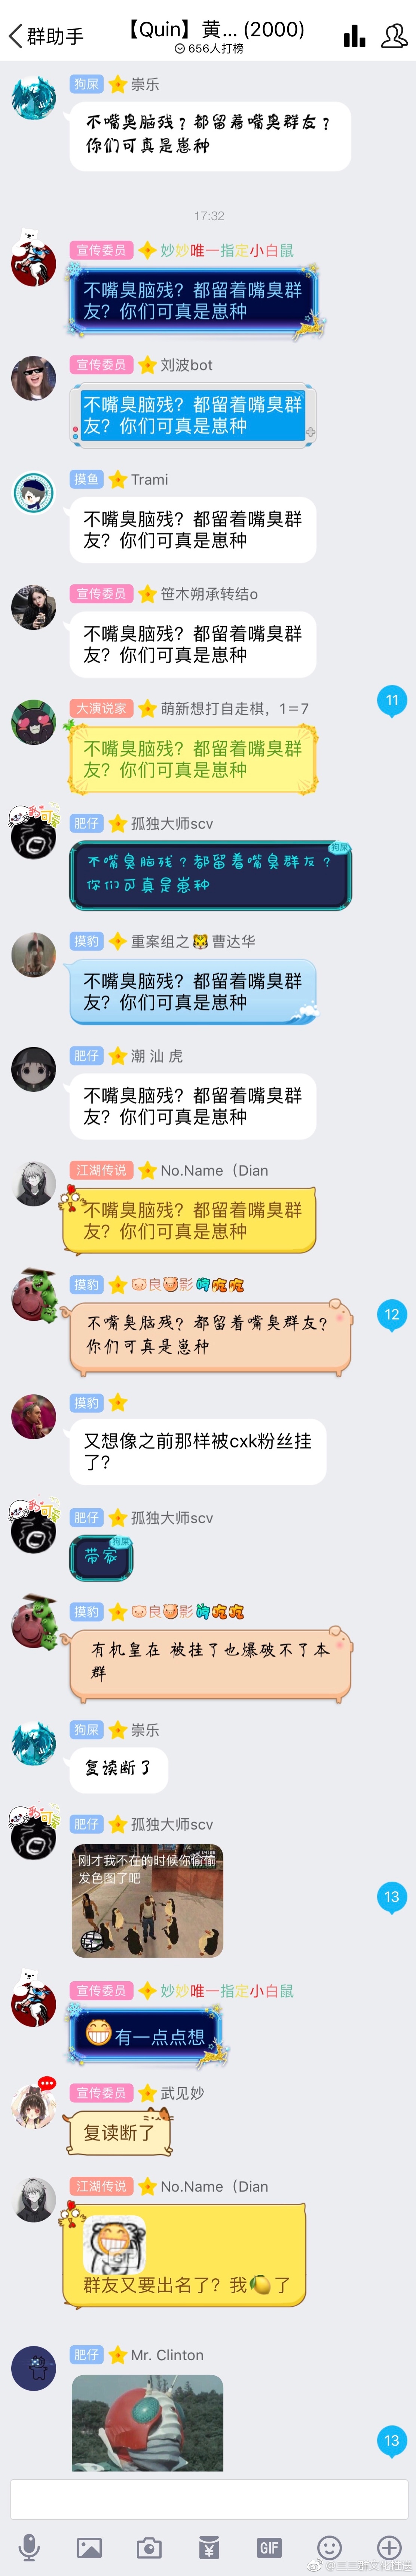 群助手
【Quin】黄... (2000)
656人打榜
狗屎 崇乐
不嘴臭脑残？都留着嘴臭群友？
你们可真是崽种
17:32
宣传委员 妙妙唯一指定小白鼠
不嘴臭脑残？都留着嘴臭群
友？你们可真是崽种
宣传委员 刘波bot
不嘴臭脑残？都留着嘴臭群
友？你们可真是崽种
摸鱼 Trami
不嘴臭脑残？都留着嘴臭群
友？你们可真是崽种
宣传委员 笹木朔承转结o
不嘴臭脑残？都留着嘴臭群
友？你们可真是崽种
11
大演说家 萌新想打自走棋，1＝7
不嘴臭脑残？都留着嘴臭群
友？你们可真是崽种
肥仔 孤独大师scv
狗屎
不嘴臭脑残？都留着嘴臭群友？
你们可真是崽种
摸豹 重案组之🐯曹达华
不嘴臭脑残？都留着嘴臭群
友？你们可真是崽种
肥仔 潮 汕 虎
不嘴臭脑残？都留着嘴臭群
友？你们可真是崽种
江湖传说 No.Name（Dian
不嘴臭脑残？都留着嘴臭群
友？你们可真是崽种
摸豹 良影吃吃
12
不嘴臭脑残？都留着嘴臭群友？
你们可真是崽种
摸豹
又想像之前那样被cxk粉丝挂
了？
肥仔 孤独大师scv
狗屎
带家
摸豹 良影吃吃
有机皇在 被挂了也爆破不了本
群
狗屎 崇乐
复读断了
肥仔 孤独大师scv
刚才我不在的时候你偷偷
发色图了吧
13
宣传委员 妙妙唯一指定小白鼠
😁有一点点想
宣传委员 武见妙
复读断了
江湖传说 No.Name（Dian
GIF
群友又要出名了？我🍋了
肥仔 Mr. Clinton
13
GIF